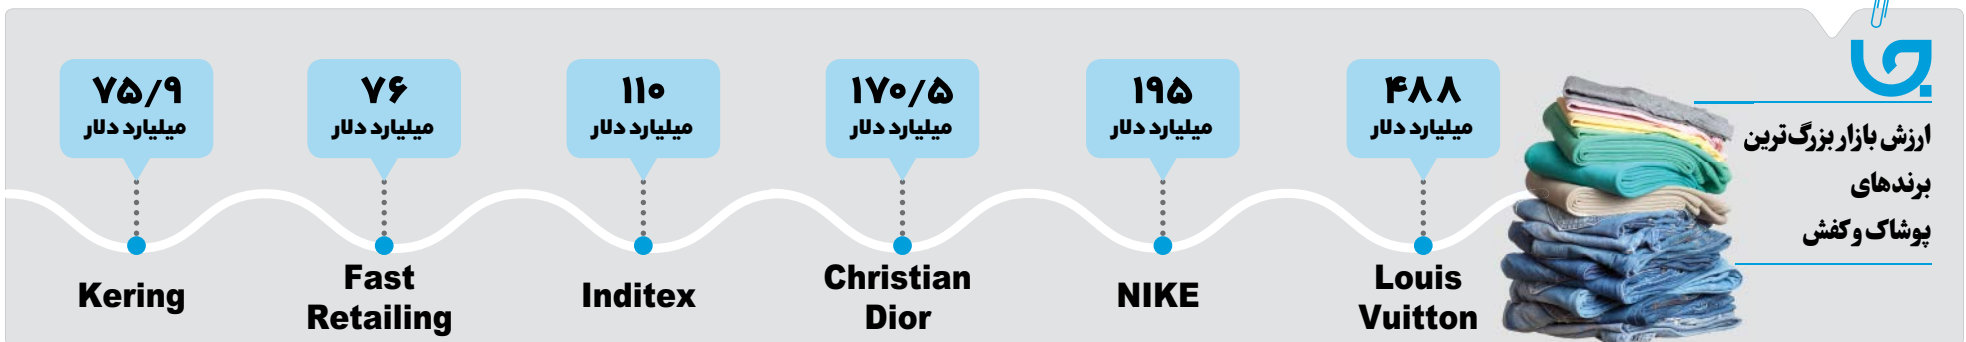 ارزش بازار بزرگ‌ترین
برندهای
پوشاک و کفش
۴۸۸
میلیارد دلار
Louis
Vuitton
۱۹۵
میلیارد دلار
NIKE
۱۷۰/۵
میلیارد دلار
Christian
Dior
۱۱۰
میلیارد دلار
Inditex
۷۶
میلیارد دلار
Fast
Retailing
۷۵/۹
میلیارد دلار
Kering